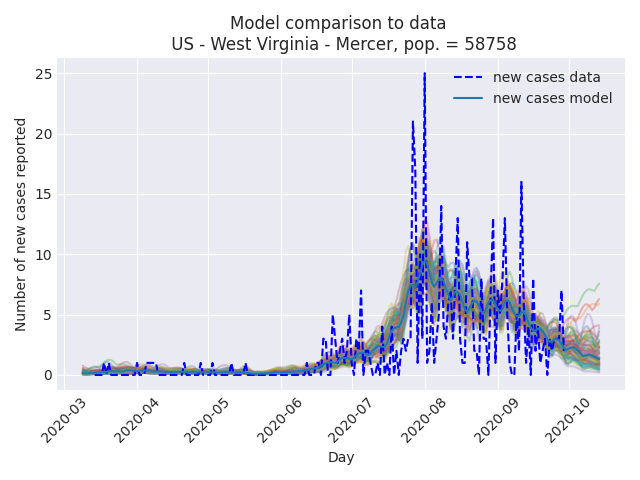 Model comparison to data
US - West Virginia - Mercer, pop. = 58758
new cases data
new cases model
Number of new cases reported
25
20
15
10
5
0
2020-03
2020-04
2020-05
2020-06
2020-07
2020-08
2020-09
2020-10
Day